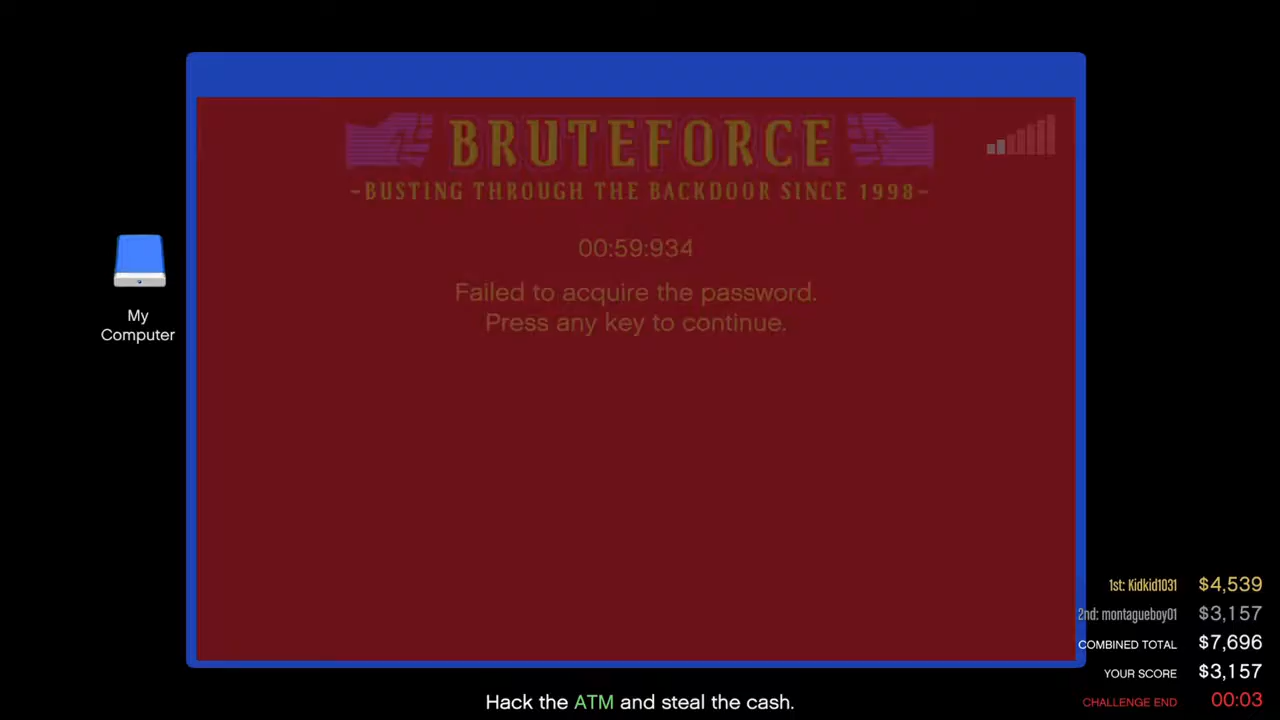 BRUTEFORCE
-BUSTING THROUGH THE BACKDOOR SINCE 1998-
00:59:934
Failed to acquire the password.
Press any key to continue.
My
Computer
1st: Kidkid1031 $4,539
2nd: montagueboy01 $3,157
COMBINED TOTAL $7,696
YOUR SCORE $3,157
CHALLENGE END 00:03
Hack the ATM and steal the cash.